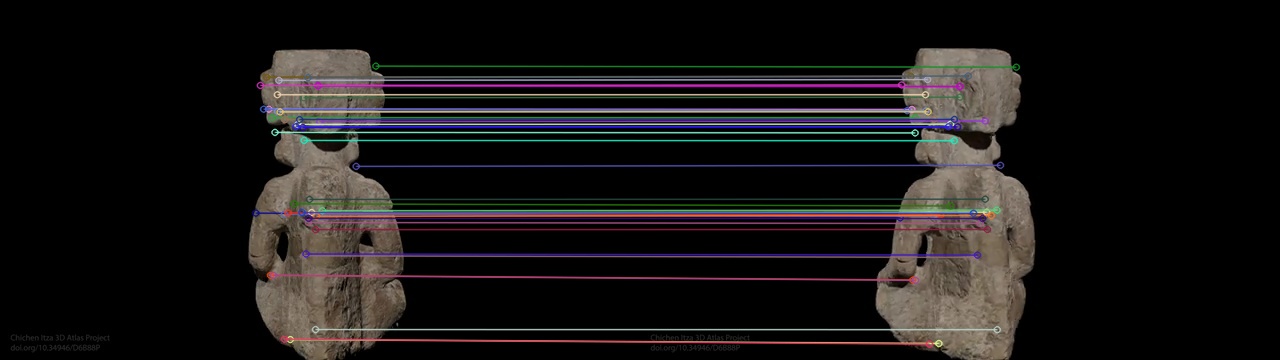 Chichen Itza 3D Atlas Project
doi.org/10.34946/D6B88P
Chichen Itza 3D Atlas Project
doi.org/10.34946/D6B88P